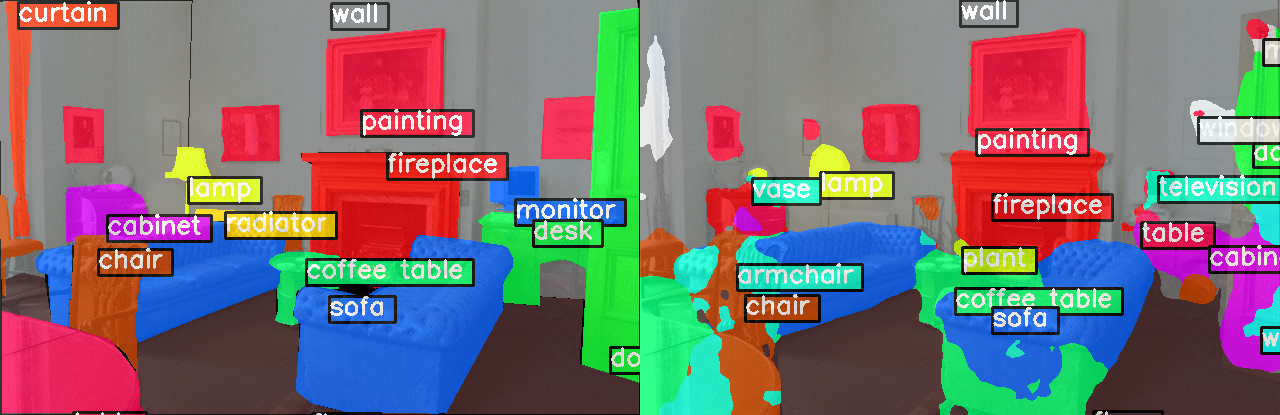 curtain
wall
painting
fireplace
lamp
cabinet
radiator
monitor
desk
chair
coffee table
sofa
wall
painting
window
vase
lamp
television
fireplace
table
plant
armchair
chair
coffee table
sofa